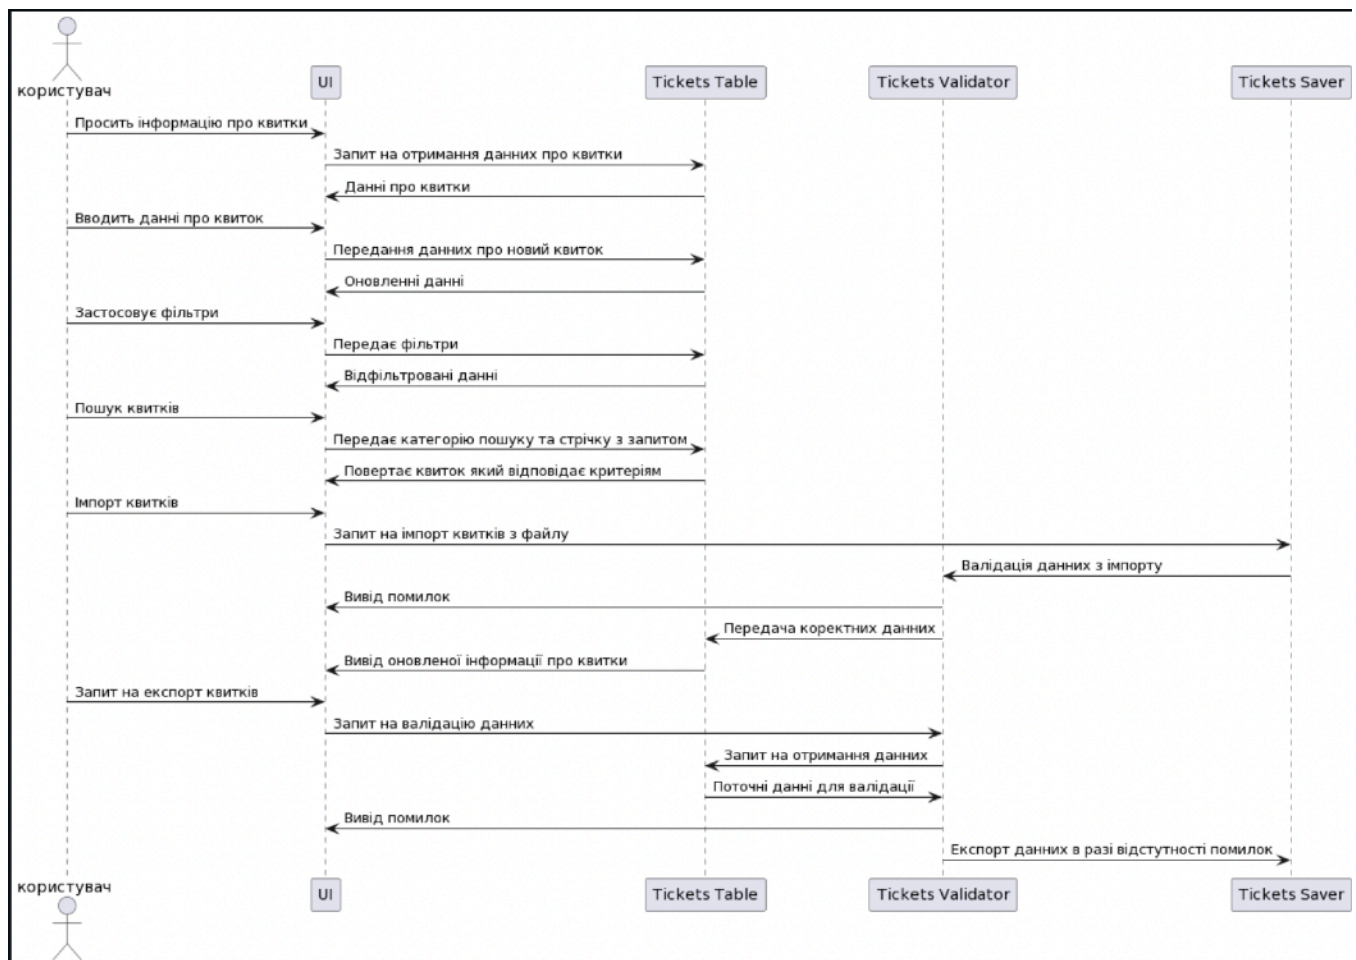 користувач
UI
Tickets Table
Tickets Validator
Tickets Saver
Просить інформацію про квитки
Запит на отримання данних про квитки
Данні про квитки
Вводить данні про квиток
Передання данних про новий квиток
Оновленні данні
Застосовує фільтри
Передає фільтри
Відфільтровані данні
Пошук квитків
Передає категорію пошуку та стрічку з запитом
Повертає квиток який відповідає критеріям
Імпорт квитків
Запит на імпорт квитків з файлу
Валідація данних з імпорту
Вивід помилок
Передача коректних данних
Вивід оновленої інформації про квитки
Запит на експорт квитків
Запит на валідацію данних
Запит на отримання данних
Поточні данні для валідації
Вивід помилок
Експорт данних в разі відстутності помилок
користувач
UI
Tickets Table
Tickets Validator
Tickets Saver